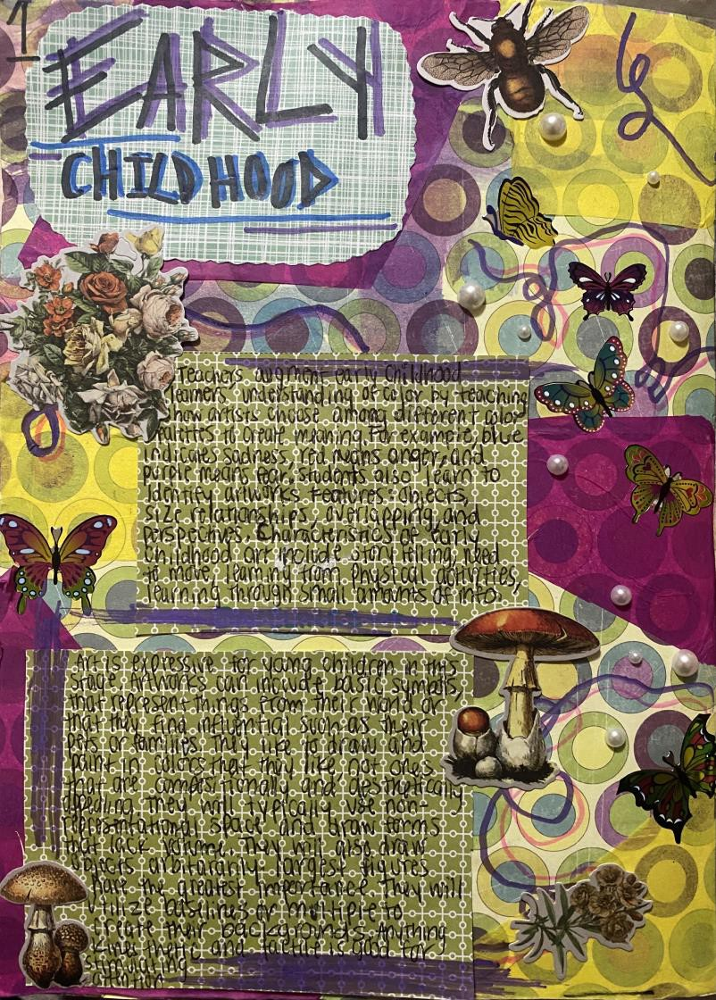 1
EARLY
CHILDHOOD
Teachers augment early childhood
learners understanding of color by teaching
how artists choose among different color
palettes to create meaning. For example, blue
indicates sadness, red means anger, and
purple means fear. Students also learn to
identify artworks features: objects,
size relationships, overlapping, and
perspectives. Characteristics of early
childhood art include story telling, need
to move, learning from physical activities,
learning through small amounts of info.
Art is expressive for young children in this
stage. Artworks can include basic symbols,
that represent things from their world or
that they find influential such as their
pets or families. They like to draw and
paint in colors that they like, not ones
that are compositionally and aesthetically
appealing. They will typically use non-
representational space and draw forms
that lack volume. They will also draw
objects arbitrarily, largest figures
have the greatest importance. They will
utilize baselines or multiple to
create their backgrounds. Anything
kinesthetic and tactile is good for
stimulating
attention